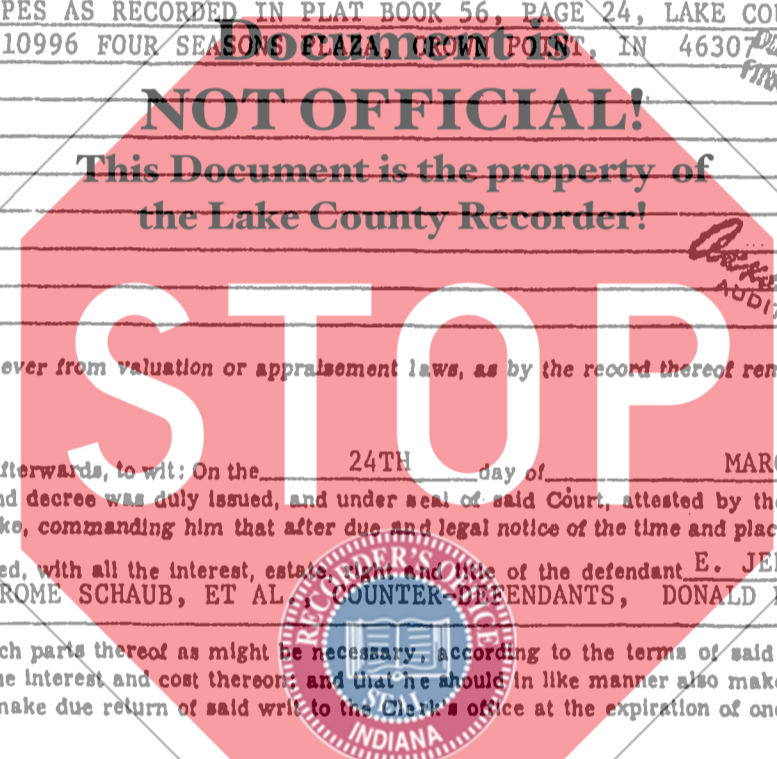 PES AS RECORDED IN PLAT BOOK 56, PAGE 24, LAKE CO
10996 FOUR SEASONS PLAZA, CROWN POINT, IN 46307
Document is
NOT OFFICIAL!
This Document is the property of
the Lake County Recorder!
STOP
ever from valuation or appraisement laws, as by the record thereof rem
fterwards, to wit: On the 24TH day of MARC
nd decree was duly issued, and under seal of said Court, attested by th
ke, commanding him that after due and legal notice of the time and plac
ed, with all the interest, estate, right and title of the defendant E. JE
ROME SCHAUB, ET AL, COUNTER-DEFENDANTS, DONALD
ch parts thereof as might be necessary, according to the terms of said
he interest and cost thereon; and that he should in like manner also mak
make due return of said writ to the Clerk's office at the expiration of on
RECORDER'S OFFICE
SEAL
INDIANA